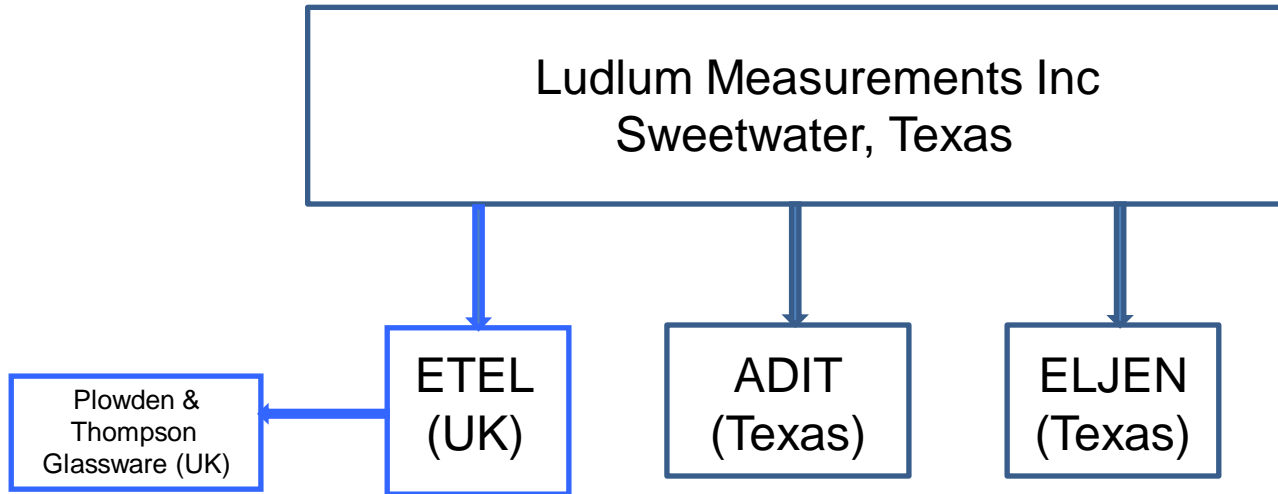 Ludlum Measurements Inc
Sweetwater, Texas
ETEL
(UK)
ADIT
(Texas)
ELJEN
(Texas)
Plowden &
Thompson
Glassware (UK)